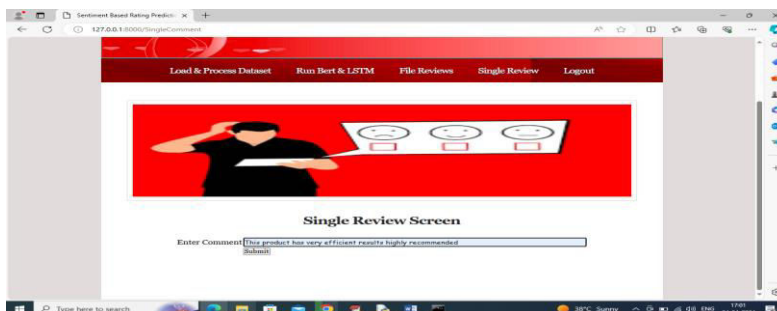 Sentiment Based Rating Predict
127.0.0.1:8000/SingleComment
Load & Process Dataset Run Bert & LSTM File Reviews Single Review Logout
Single Review Screen
Enter Comment This product has very efficient results highly recommended
Submit
Type here to search
38°C Sunny ENG 17:01